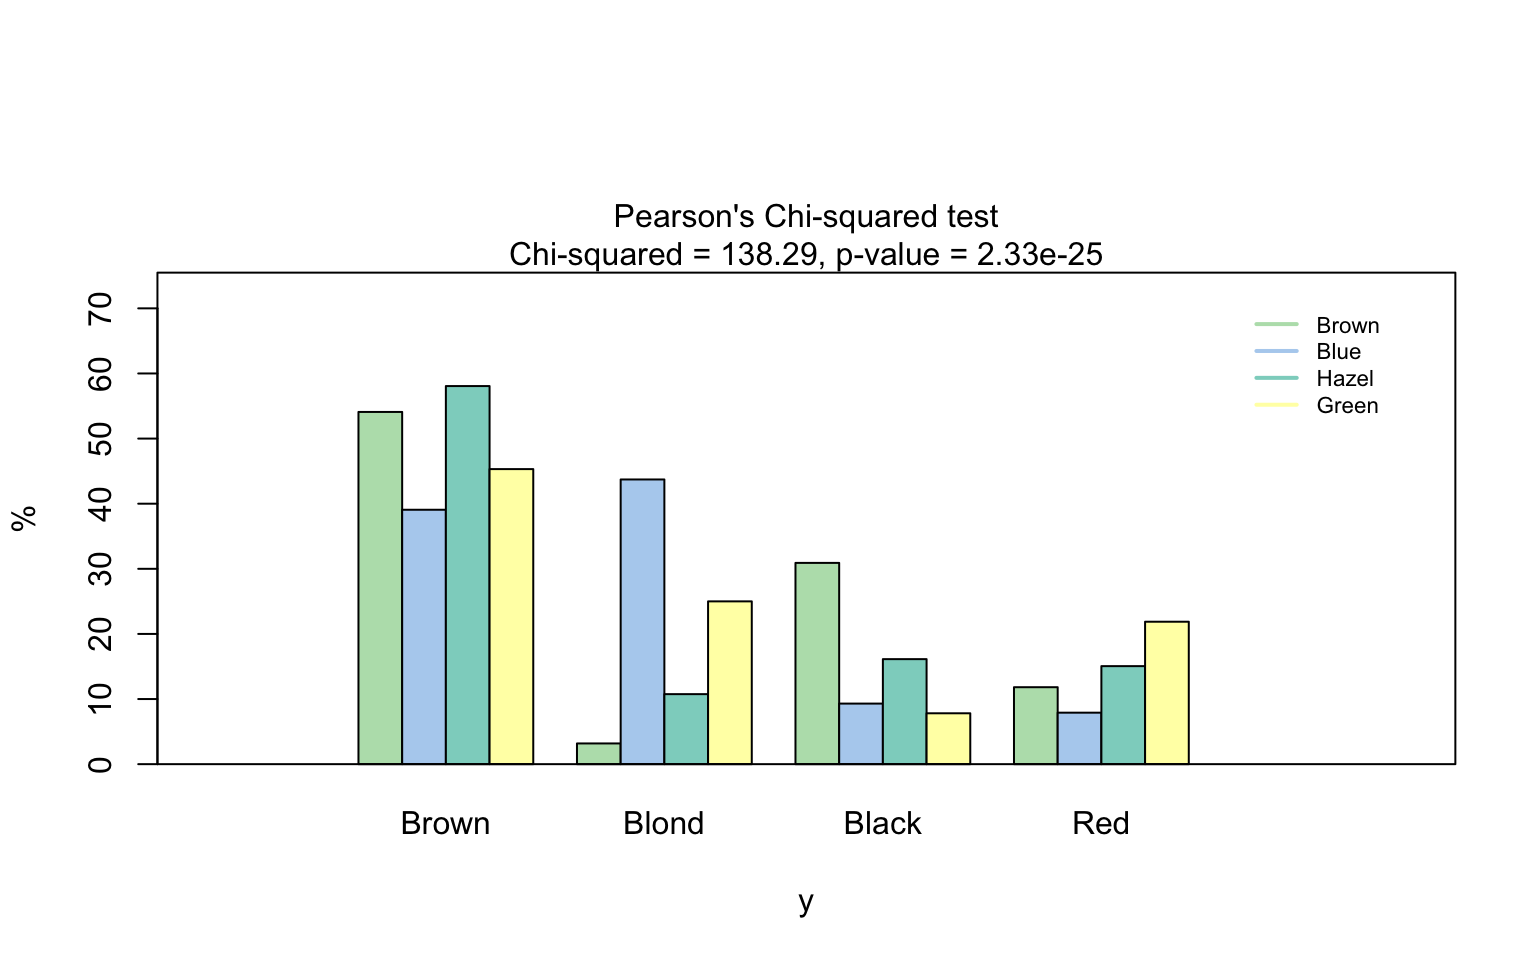 Pearson's Chi-squared test
Chi-squared = 138.29, p-value = 2.33e-25
70
60
50
40
30
20
10
0
%
Brown
Blue
Hazel
Green
Brown
Blond
Black
Red
y